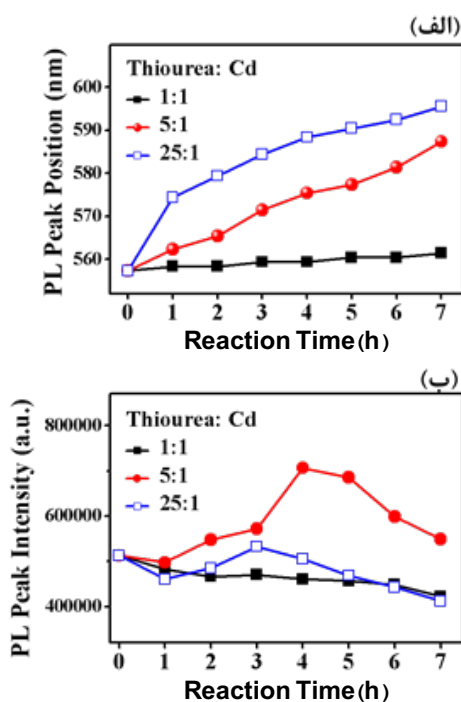 (الف)
Thiourea: Cd
1:1
5:1
25:1
PL Peak Position (nm)
600
590
580
570
560
0 1 2 3 4 5 6 7
Reaction Time (h)
(ب)
Thiourea: Cd
1:1
5:1
25:1
PL Peak Intensity (a.u.)
800000
600000
400000
0 1 2 3 4 5 6 7
Reaction Time (h)